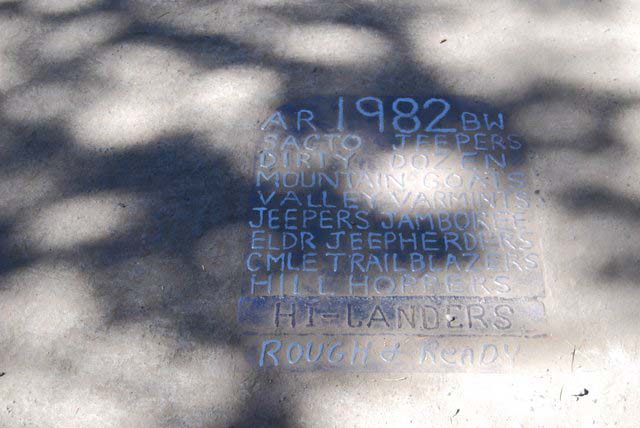 AR 1982 BW
SACTO JEEPERS
DIRTY DOZEN
MOUNTAIN GOATS
VALLEY VARMINTS
JEEPERS JAMBOREE
ELDR JEEPHERDERS
CMLE TRAILBLAZERS
HILL HOPPERS
HI-LANDERS
ROUGH & READY